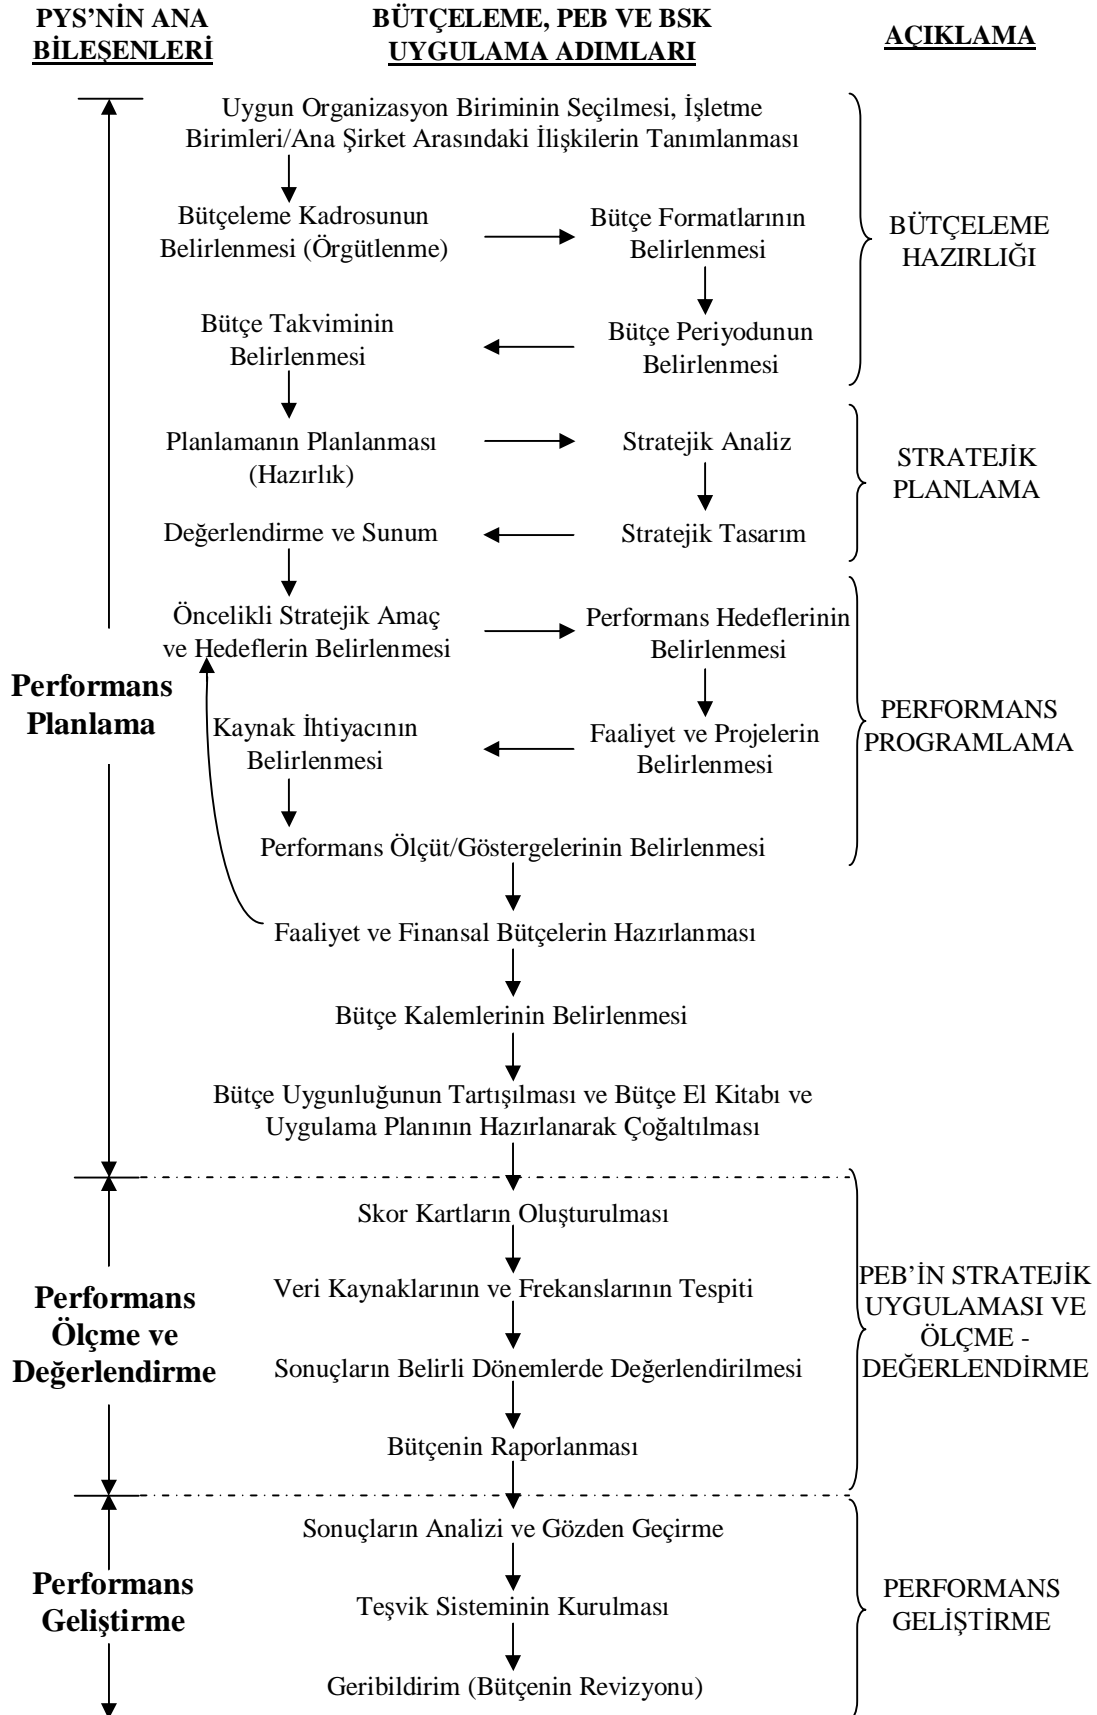 PYS’NİN ANA
BİLEŞENLERİ
BÜTÇELEME, PEB VE BSK
UYGULAMA ADIMLARI
AÇIKLAMA
Uygun Organizasyon Biriminin Seçilmesi, İşletme
Birimleri/Ana Şirket Arasındaki İlişkilerin Tanımlanması
Bütçeleme Kadrosunun
Belirlenmesi (Örgütlenme)
Bütçe Formatlarının
Belirlenmesi
BÜTÇELEME
HAZIRLIĞI
Bütçe Takviminin
Belirlenmesi
Bütçe Periyodunun
Belirlenmesi
Planlamanın Planlanması
(Hazırlık)
Stratejik Analiz
STRATEJİK
PLANLAMA
Değerlendirme ve Sunum
Stratejik Tasarım
Öncelikli Stratejik Amaç
ve Hedeflerin Belirlenmesi
Performans Hedeflerinin
Belirlenmesi
Performans
Planlama
Kaynak İhtiyacının
Belirlenmesi
Faaliyet ve Projelerin
Belirlenmesi
PERFORMANS
PROGRAMLAMA
Performans Ölçüt/Göstergelerinin Belirlenmesi
Faaliyet ve Finansal Bütçelerin Hazırlanması
Bütçe Kalemlerinin Belirlenmesi
Bütçe Uygunluğunun Tartışılması ve Bütçe El Kitabı ve
Uygulama Planının Hazırlanarak Çoğaltılması
Skor Kartların Oluşturulması
Veri Kaynaklarının ve Frekanslarının Tespiti
Performans
Ölçme ve
Değerlendirme
PEB’İN STRATEJİK
UYGULAMASI VE
ÖLÇME -
DEĞERLENDİRME
Sonuçların Belirli Dönemlerde Değerlendirilmesi
Bütçenin Raporlanması
Sonuçların Analizi ve Gözden Geçirme
Performans
Geliştirme
Teşvik Sisteminin Kurulması
PERFORMANS
GELİŞTİRME
Geribildirim (Bütçenin Revizyonu)